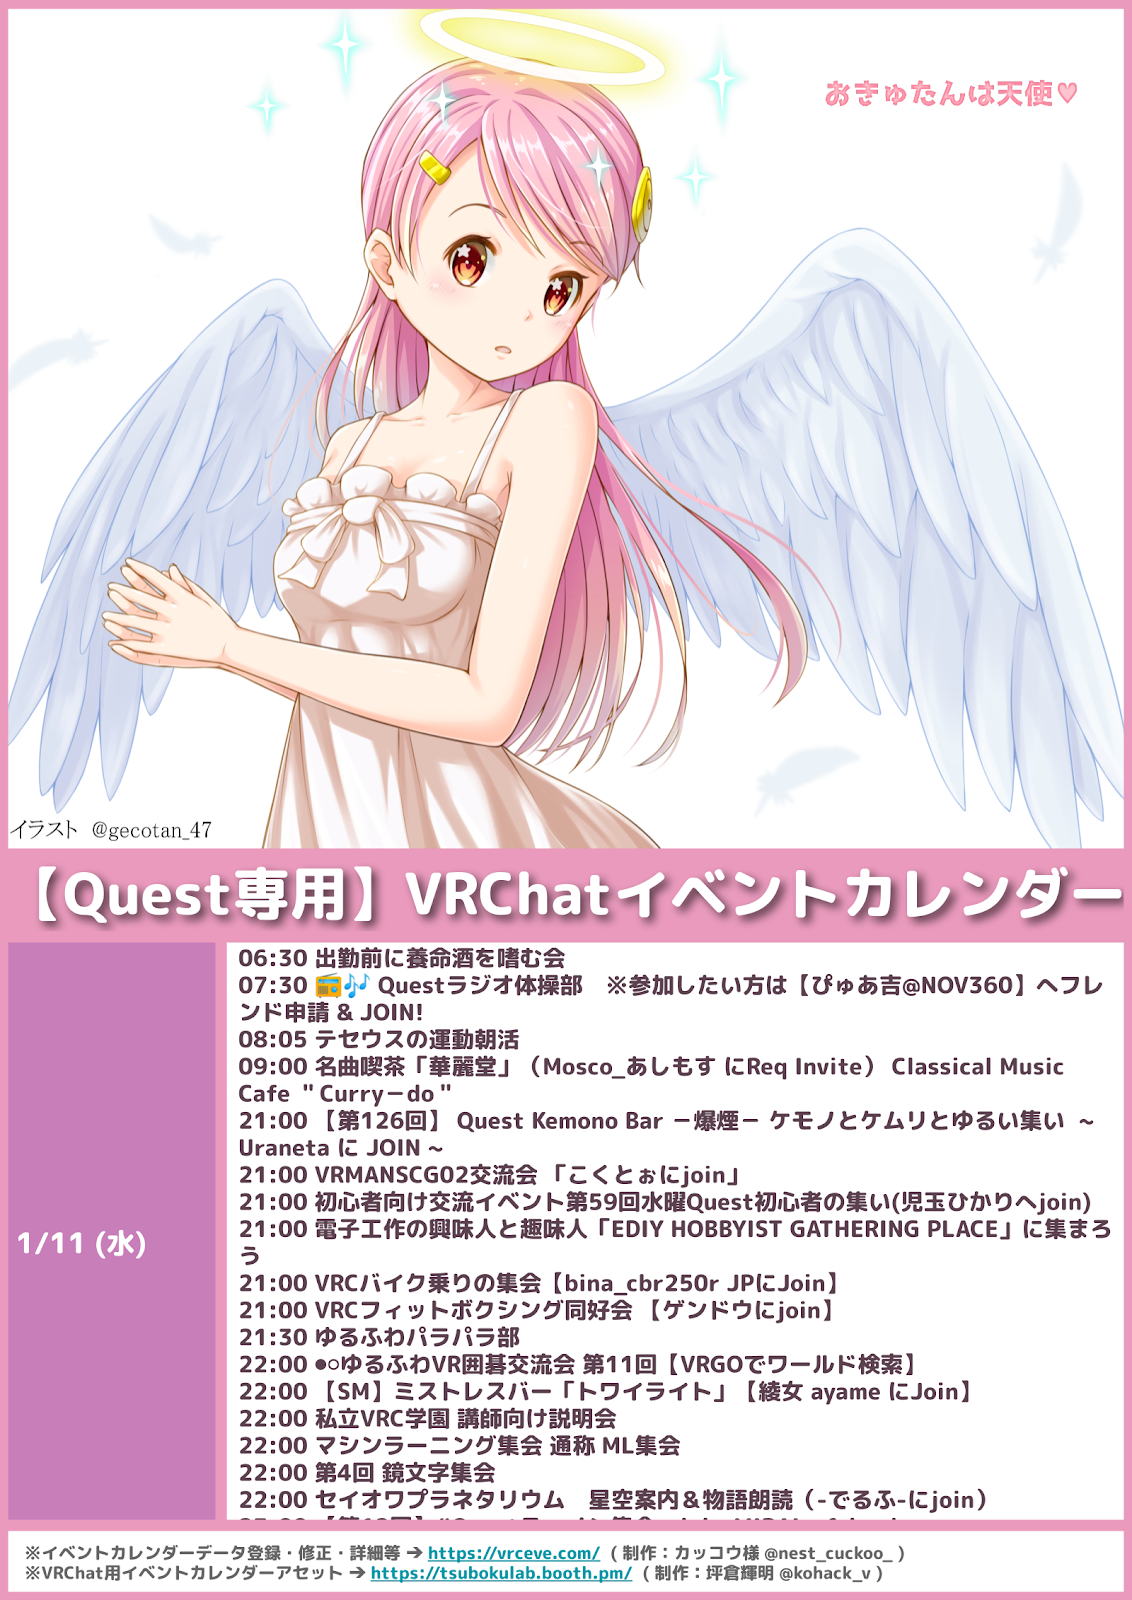 おきゅたんは天使♥
イラスト @gecotan_47
【Quest専用】VRChatイベントカレンダー
1/11 (水)
06:30 出勤前に養命酒を嗜む会
07:30 📻🎶 Questラジオ体操部　※参加したい方は【ぴゅあ吉@NOV360】へフレ
ンド申請 & JOIN!
08:05 テセウスの運動朝活
09:00 名曲喫茶「華麗堂」（Mosco_あしもす にReq Invite） Classical Music
Cafe ＂Curryーdo＂
21:00 【第126回】 Quest Kemono Bar －爆煙－ ケモノとケムリとゆるい集い ~
Uraneta に JOIN ~
21:00 VRMANSCG02交流会 「こくとぉにjoin」
21:00 初心者向け交流イベント第59回水曜Quest初心者の集い(児玉ひかりへjoin)
21:00 電子工作の興味人と趣味人「EDIY HOBBYIST GATHERING PLACE」に集まろ
う
21:00 VRCバイク乗りの集会【bina_cbr250r JPにJoin】
21:00 VRCフィットボクシング同好会 【ゲンドウにjoin】
21:30 ゆるふわパラパラ部
22:00 ●○ゆるふわVR囲碁交流会 第11回【VRGOでワールド検索】
22:00 【SM】ミストレスバー「トワイライト」【綾女 ayame にJoin】
22:00 私立VRC学園 講師向け説明会
22:00 マシンラーニング集会 通称 ML集会
22:00 第4回 鏡文字集会
22:00 セイオワプラネタリウム　星空案内＆物語朗読（-でるふ-にjoin）
※イベントカレンダーデータ登録・修正・詳細等 ➔ https://vrceve.com/ （制作：カッコウ様 @nest_cuckoo_）
※VRChat用イベントカレンダーアセット ➔ https://tsubokulab.booth.pm/ （制作：坪倉輝明 @kohack_v）